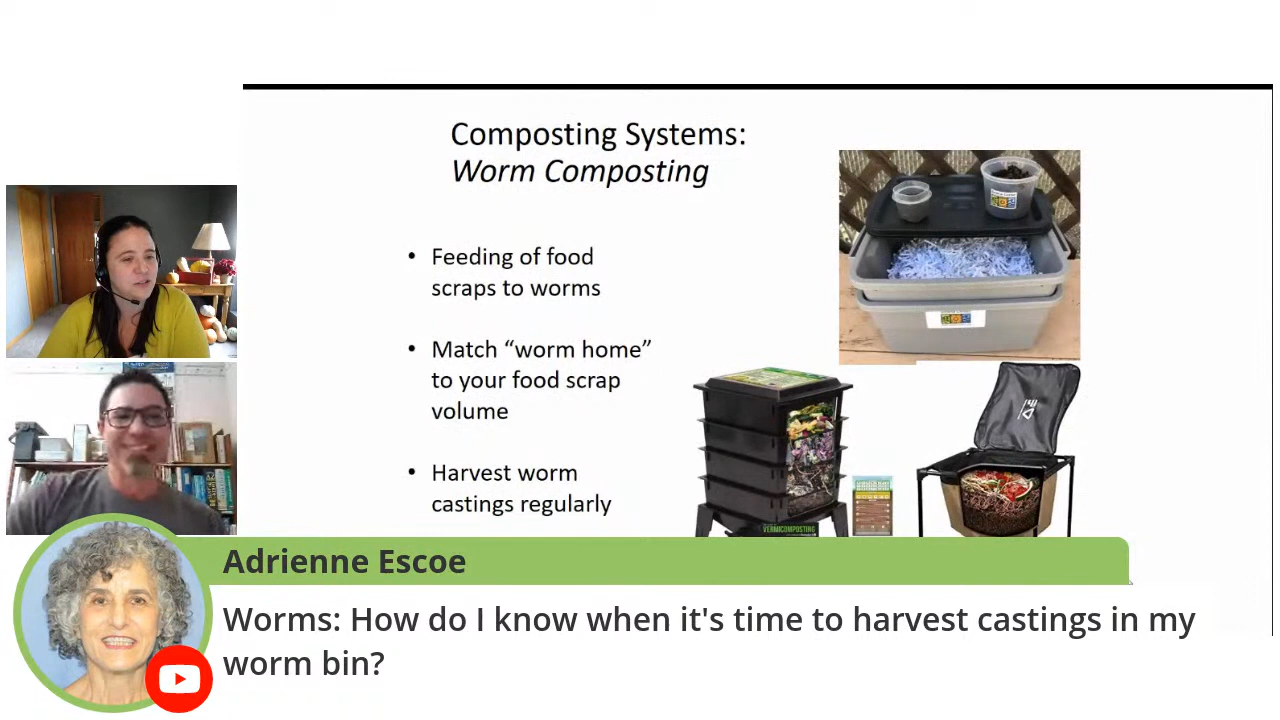 Composting Systems:
Worm Composting
• Feeding of food
scraps to worms
• Match “worm home”
to your food scrap
volume
• Harvest worm
castings regularly
VERMICOMPOSTING
Adrienne Escoe
Worms: How do I know when it's time to harvest castings in my
worm bin?